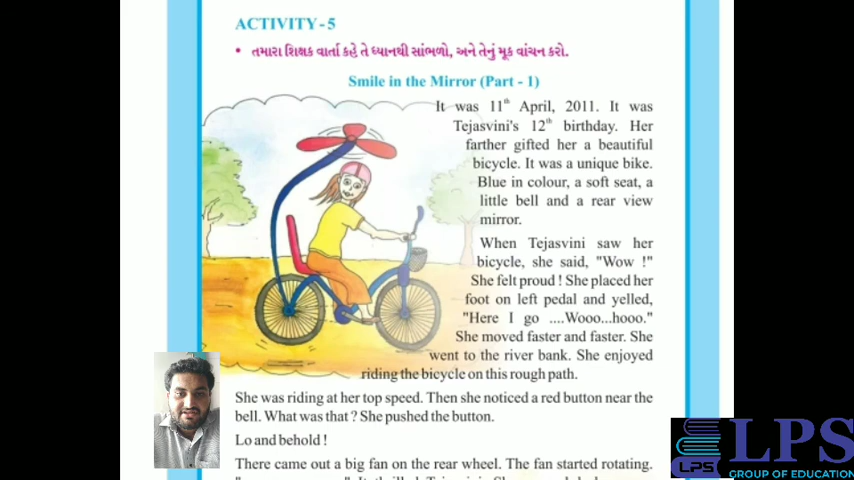 ACTIVITY - 5
• તમારા શિક્ષક વાર્તા કહે તે ધ્યાનથી સાંભળો, અને તેનું મૂક વાંચન કરો.
Smile in the Mirror (Part - 1)
It was 11th April, 2011. It was
Tejasvini's 12th birthday. Her
farther gifted her a beautiful
bicycle. It was a unique bike.
Blue in colour, a soft seat, a
little bell and a rear view
mirror.
When Tejasvini saw her
bicycle, she said, "Wow !"
She felt proud ! She placed her
foot on left pedal and yelled,
"Here I go ....Wooo...hooo."
She moved faster and faster. She
went to the river bank. She enjoyed
riding the bicycle on this rough path.
She was riding at her top speed. Then she noticed a red button near the
bell. What was that ? She pushed the button.
Lo and behold !
There came out a big fan on the rear wheel. The fan started rotating.
LPS
LPS
GROUP OF EDUCATION